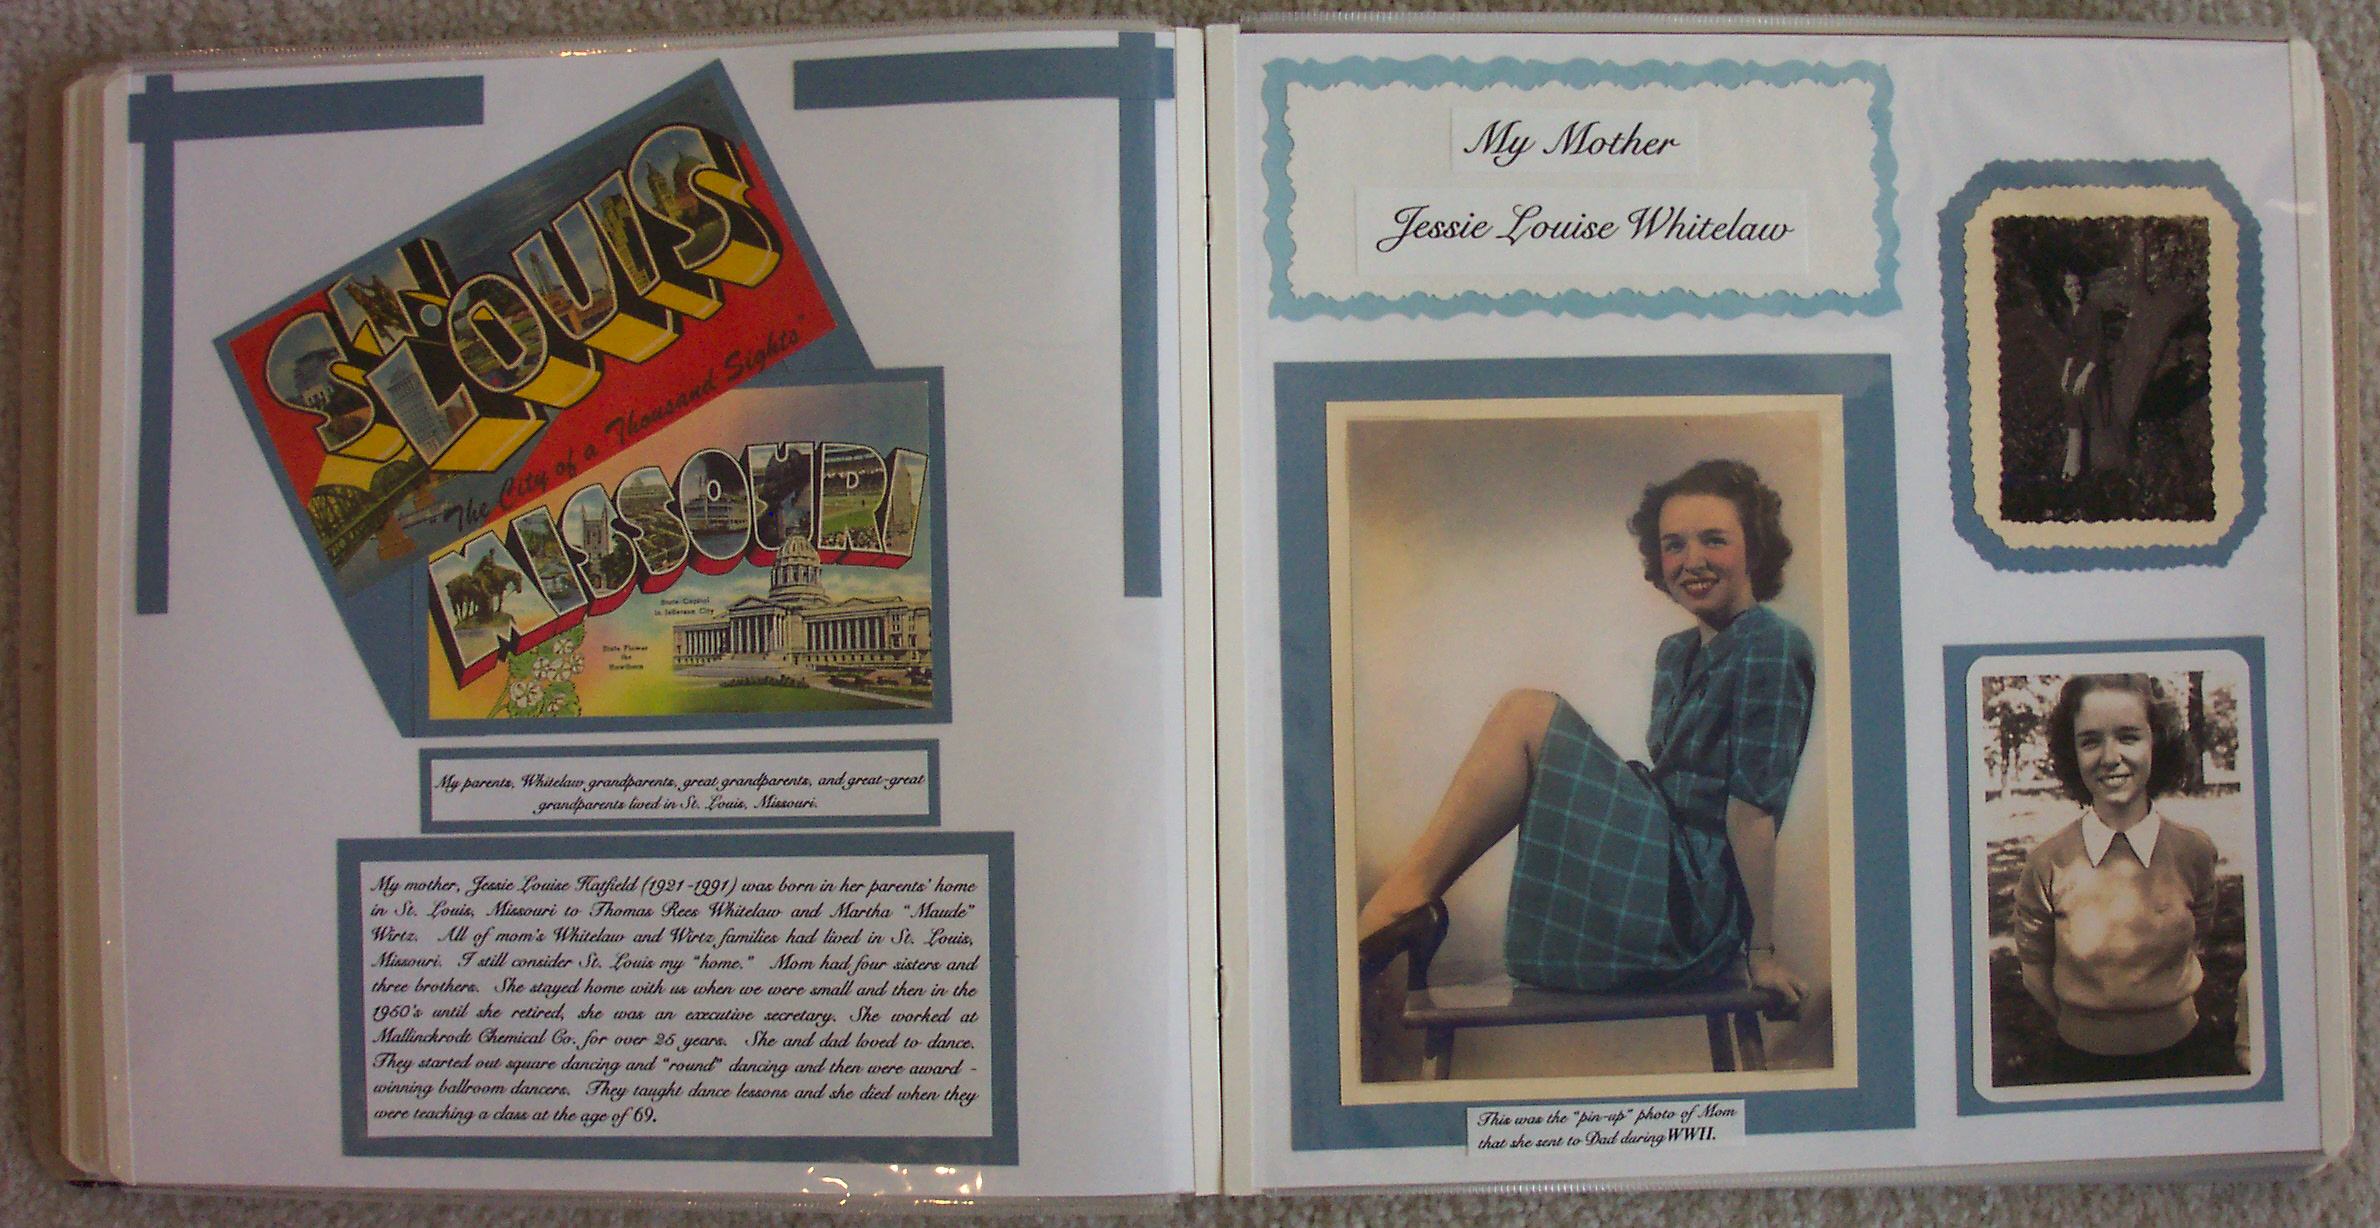 St. Louis
"The City of a Thousand Sights"
MISSOURI
State Capitol
in Jefferson City
State Flower
the
Hawthorn
My parents, Whitelaw grandparents, great grandparents, and great-great
grandparents lived in St. Louis, Missouri.
My mother, Jessie Louise Hatfield (1921-1991) was born in her parents' home
in St. Louis, Missouri to Thomas Rees Whitelaw and Martha "Maude"
Wirtz. All of mom's Whitelaw and Wirtz families had lived in St. Louis,
Missouri. I still consider St. Louis my "home." Mom had four sisters and
three brothers. She stayed home with us when we were small and then in the
1960's until she retired, she was an executive secretary. She worked at
Mallinckrodt Chemical Co. for over 25 years. She and dad loved to dance.
They started out square dancing and "round" dancing and then were award -
winning ballroom dancers. They taught dance lessons and she died when they
were teaching a class at the age of 69.
My Mother
Jessie Louise Whitelaw
This was the "pin-up" photo of Mom
that she sent to Dad during WWII.